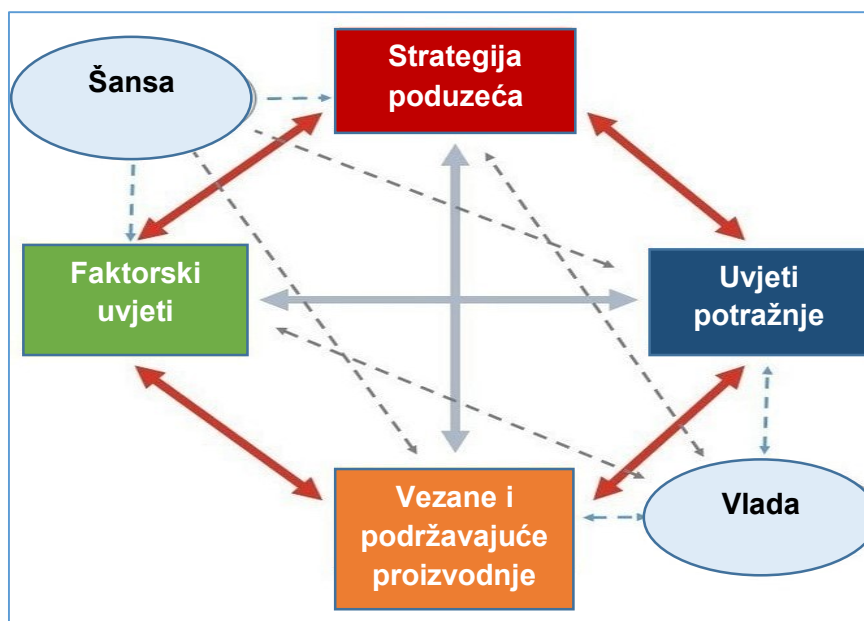 Šansa
Strategija
poduzeća
Faktorski
uvjeti
Uvjeti
potražnje
Vezane i
podržavajuće
proizvodnje
Vlada